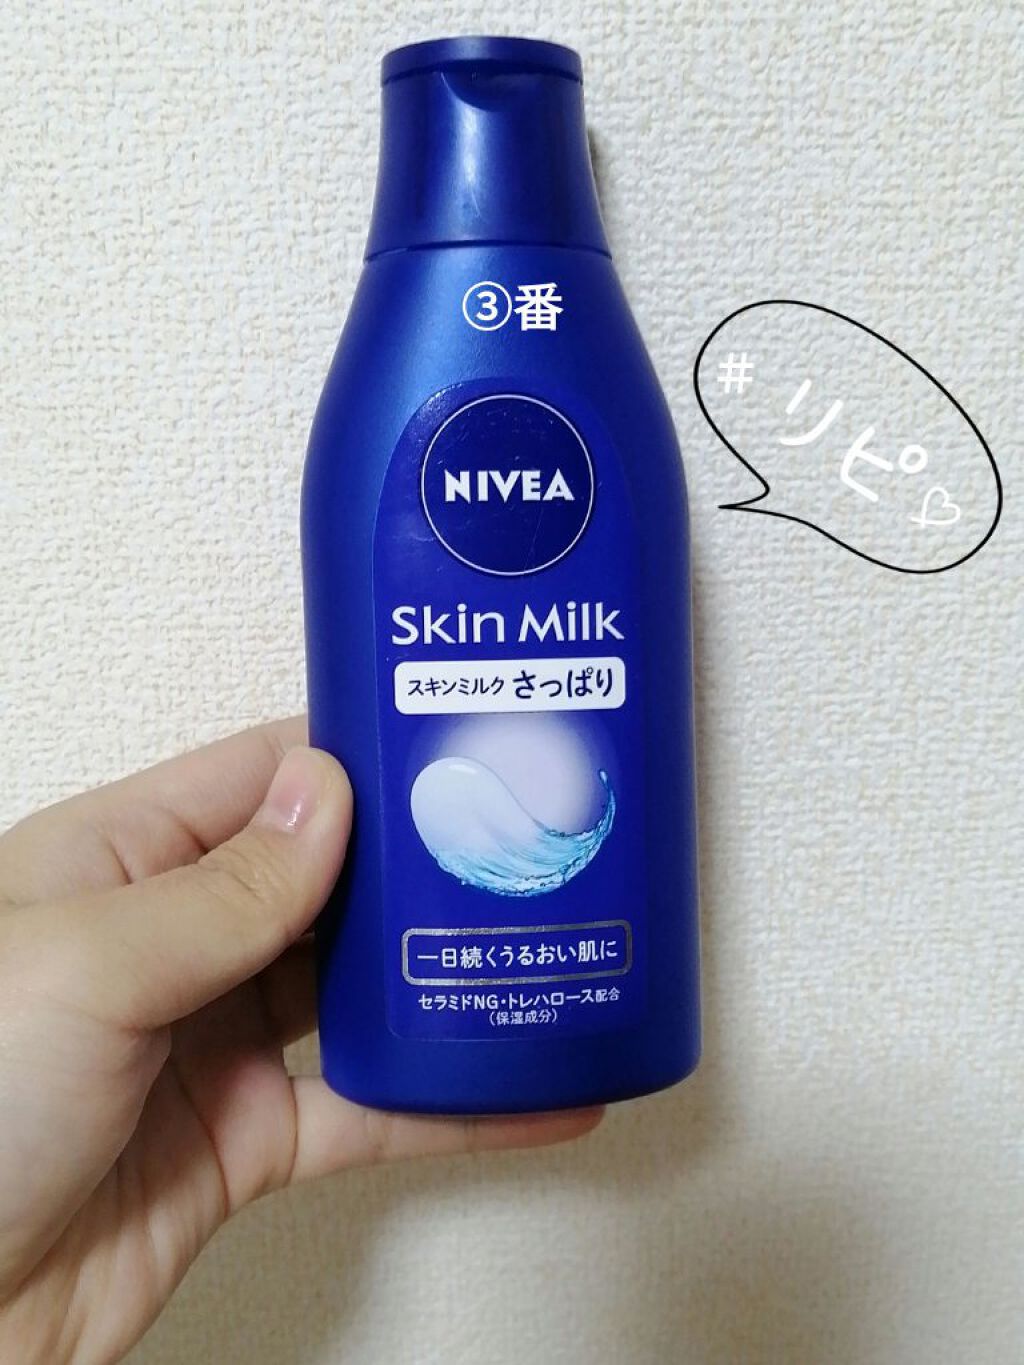 ③番
#リピ♡
NIVEA
Skin Milk
スキンミルク さっぱり
一日続くうるおい肌に
セラミドNG・トレハロース配合
（保湿成分）